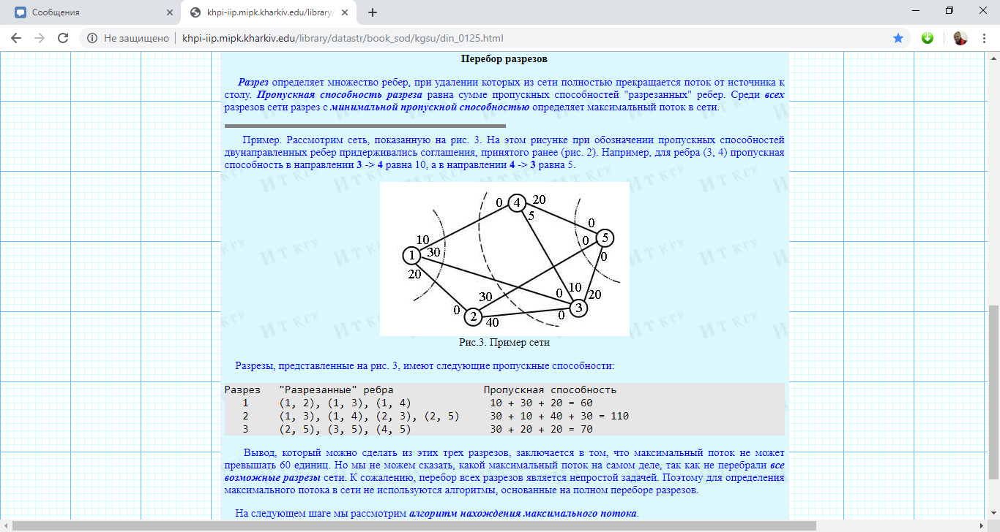 Сообщения
khpi-iip.mipk.kharkiv.edu/library/
Не защищено
khpi-iip.mipk.kharkiv.edu/library/datastr/book_sod/kgsu/din_0125.html
Перебор разрезов
Разрез определяет множество ребер, при удалении которых из сети полностью прекращается поток от источника к
столу. Пропускная способность разреза равна сумме пропускных способностей "разрезанных" ребер. Среди всех
разрезов сети разрез с минимальной пропускной способностью определяет максимальный поток в сети.
Пример. Рассмотрим сеть, показанную на рис. 3. На этом рисунке при обозначении пропускных способностей
двунаправленных ребер придерживались соглашения, принятого ранее (рис. 2). Например, для ребра (3, 4) пропускная
способность в направлении 3 -> 4 равна 10, а в направлении 4 -> 3 равна 5.
0 4 20
5
0
10
0 5
1 30
0
20
30 0 10 20
0 2 40
0 3
Рис.3. Пример сети
Разрезы, представленные на рис. 3, имеют следующие пропускные способности:
Разрез "Разрезанные" ребра Пропускная способность
1 (1, 2), (1, 3), (1, 4) 10 + 30 + 20 = 60
2 (1, 3), (1, 4), (2, 3), (2, 5) 30 + 10 + 40 + 30 = 110
3 (2, 5), (3, 5), (4, 5) 30 + 20 + 20 = 70
Вывод, который можно сделать из этих трех разрезов, заключается в том, что максимальный поток не может
превышать 60 единиц. Но мы не можем сказать, какой максимальный поток на самом деле, так как не перебрали все
возможные разрезы сети. К сожалению, перебор всех разрезов является непростой задачей. Поэтому для определения
максимального потока в сети не используются алгоритмы, основанные на полном переборе разрезов.
На следующем шаге мы рассмотрим алгоритм нахождения максимального потока.